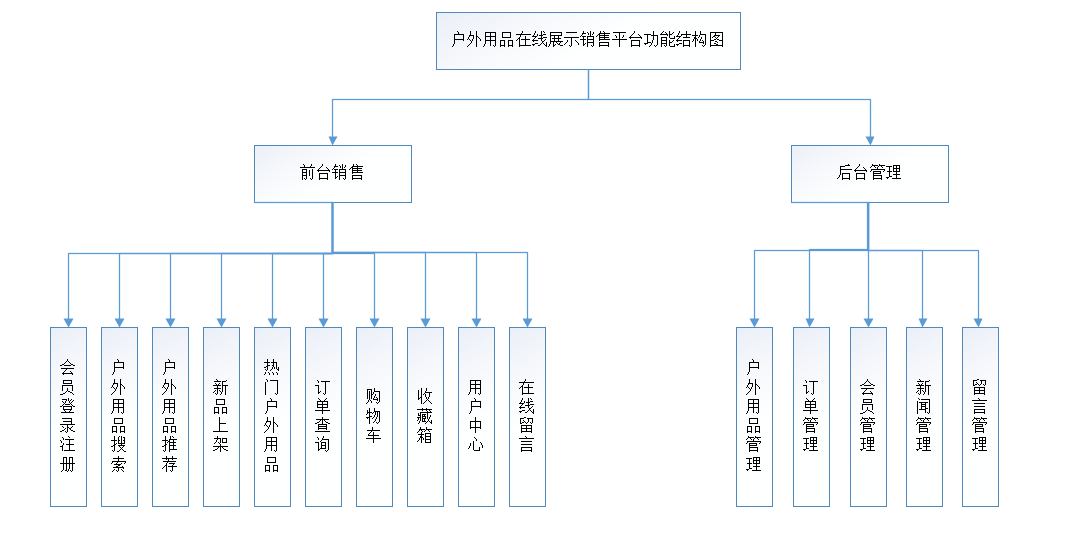 户外用品在线展示销售平台功能结构图
前台销售
后台管理
会员登录注册
户外用品搜索
户外用品推荐
新品上架
热门户外用品
订单查询
购物车
收藏箱
用户中心
在线留言
户外用品管理
订单管理
会员管理
新闻管理
留言管理